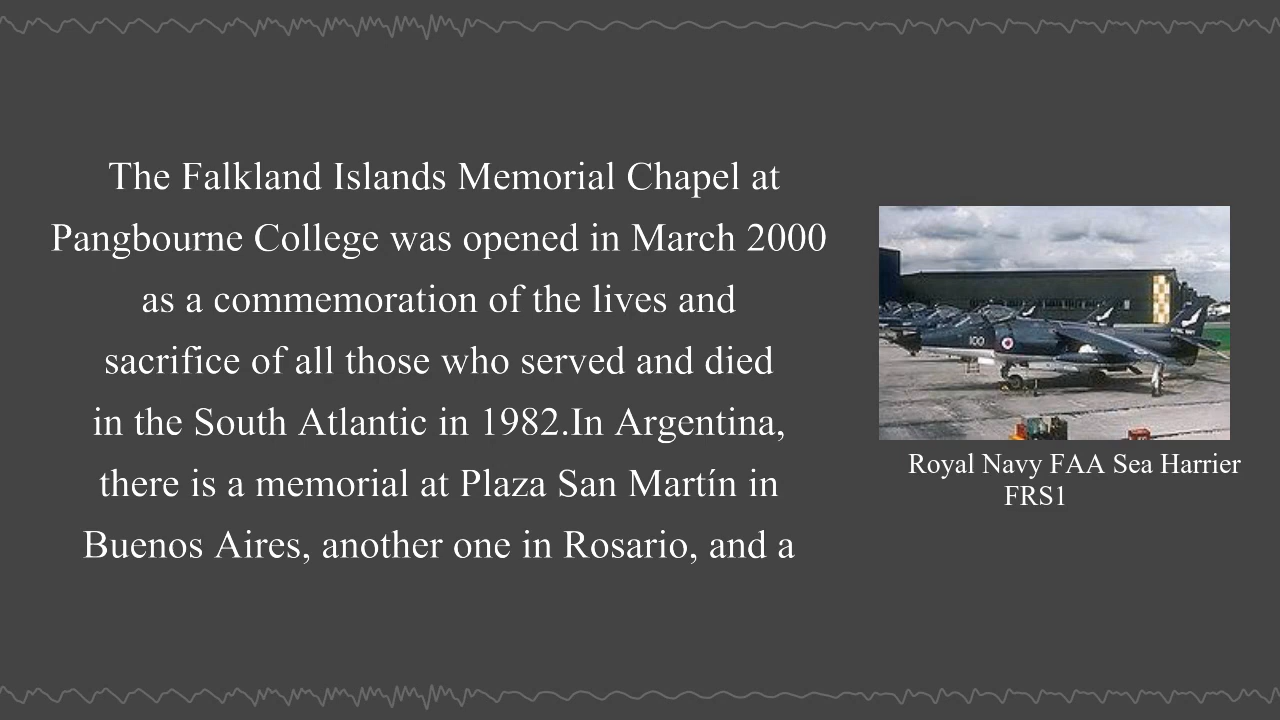 The Falkland Islands Memorial Chapel at
Pangbourne College was opened in March 2000
as a commemoration of the lives and
sacrifice of all those who served and died
in the South Atlantic in 1982.In Argentina,
there is a memorial at Plaza San Martín in
Buenos Aires, another one in Rosario, and a
100
Royal Navy FAA Sea Harrier
FRS1